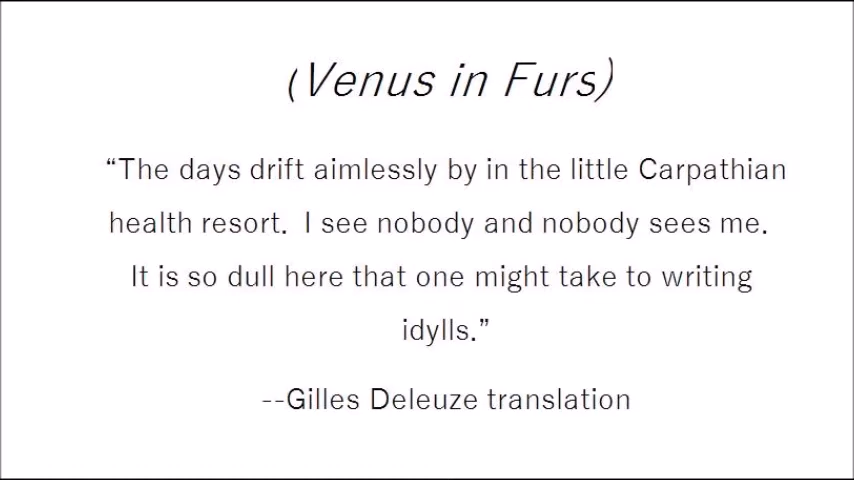 (Venus in Furs)
“The days drift aimlessly by in the little Carpathian
health resort.  I see nobody and nobody sees me.
It is so dull here that one might take to writing
idylls.”
--Gilles Deleuze translation